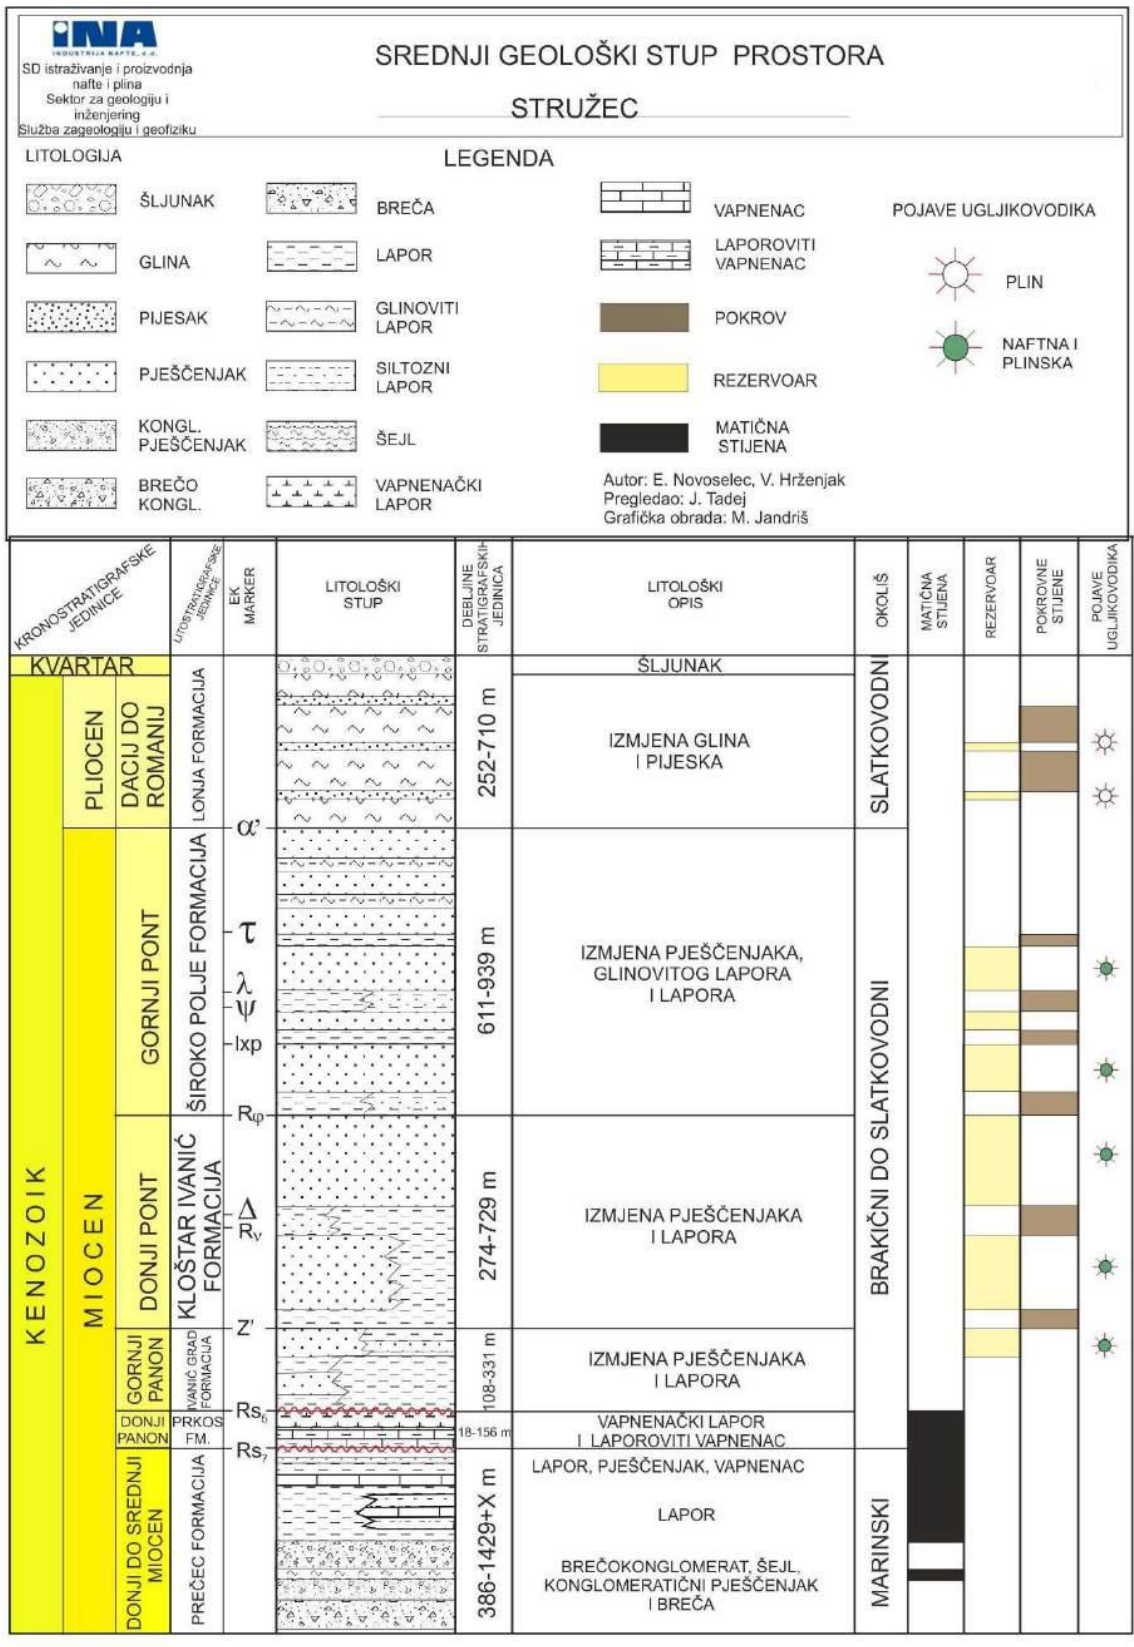 INA
INDUSTRIJA NAFTE, d.d.
SD istraživanje i proizvodnja
nafte i plina
Sektor za geologiju i
inženjering
Služba zageologiju i geofiziku
SREDNJI GEOLOŠKI STUP PROSTORA
STRUŽEC
LITOLOGIJA
LEGENDA
ŠLJUNAK
GLINA
PIJESAK
PJEŠČENJAK
KONGL.
PJEŠČENJAK
BREČO
KONGL.
BREČA
LAPOR
GLINOVITI
LAPOR
SILTOZNI
LAPOR
ŠEJL
VAPNENAČKI
LAPOR
VAPNENAC
LAPOROVITI
VAPNENAC
POKROV
REZERVOAR
MATIČNA
STIJENA
POJAVE UGLJIKOVODIKA
PLIN
NAFTNA I
PLINSKA
Autor: E. Novoselec, V. Hrženjak
Pregledao: J. Tadej
Grafička obrada: M. Jandriš
KRONOSTRATIGRAFSKE
JEDINICE
LITOSTRATIGRAFSKE
JEDINICE
EK
MARKER
LITOLOŠKI
STUP
DEBLJINE
STRATIGRAFSKIH
JEDINICA
LITOLOŠKI
OPIS
OKOLIŠ
MATIČNA
STIJENA
REZERVOAR
POKROVNE
STIJENE
POJAVE
UGLJIKOVODIKA
KVARTAR
KENOZOIK
PLIOCEN
MIOCEN
DACIJ DO
ROMANIJ
GORNJI PONT
DONJI PONT
GORNJI
PANON
DONJI
PANON
DONJI DO SREDNJI
MIOCEN
LONJA FORMACIJA
ŠIROKO POLJE FORMACIJA
KLOŠTAR IVANIĆ
FORMACIJA
IVANIĆ GRAD
FORMACIJA
PRKOS
FM.
PREČEC FORMACIJA
α'
τ
λ
ψ
lxp
Rφ
Δ
Rν
Z'
Rs5
Rs7
252-710 m
611-939 m
274-729 m
108-331 m
18-156 m
386-1429+X m
ŠLJUNAK
IZMJENA GLINA
I PIJESKA
IZMJENA PJEŠČENJAKA,
GLINOVITOG LAPORA
I LAPORA
IZMJENA PJEŠČENJAKA
I LAPORA
IZMJENA PJEŠČENJAKA
I LAPORA
VAPNENAČKI LAPOR
I LAPOROVITI VAPNENAC
LAPOR, PJEŠČENJAK, VAPNENAC
LAPOR
BREČOKONGLOMERAT, ŠEJL,
KONGLOMERATIČNI PJEŠČENJAK
I BREČA
SLATKOVODNI
BRAKIČNI DO SLATKOVODNI
MARINSKI